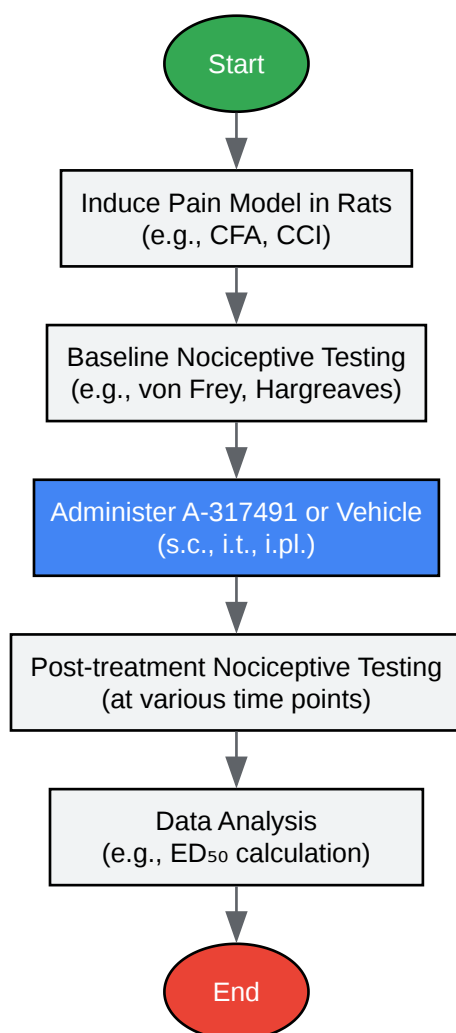 Start
Induce Pain Model in Rats
(e.g., CFA, CCI)
Baseline Nociceptive Testing
(e.g., von Frey, Hargreaves)
Administer A-317491 or Vehicle
(s.c., i.t., i.pl.)
Post-treatment Nociceptive Testing
(at various time points)
Data Analysis
(e.g., ED₅₀ calculation)
End